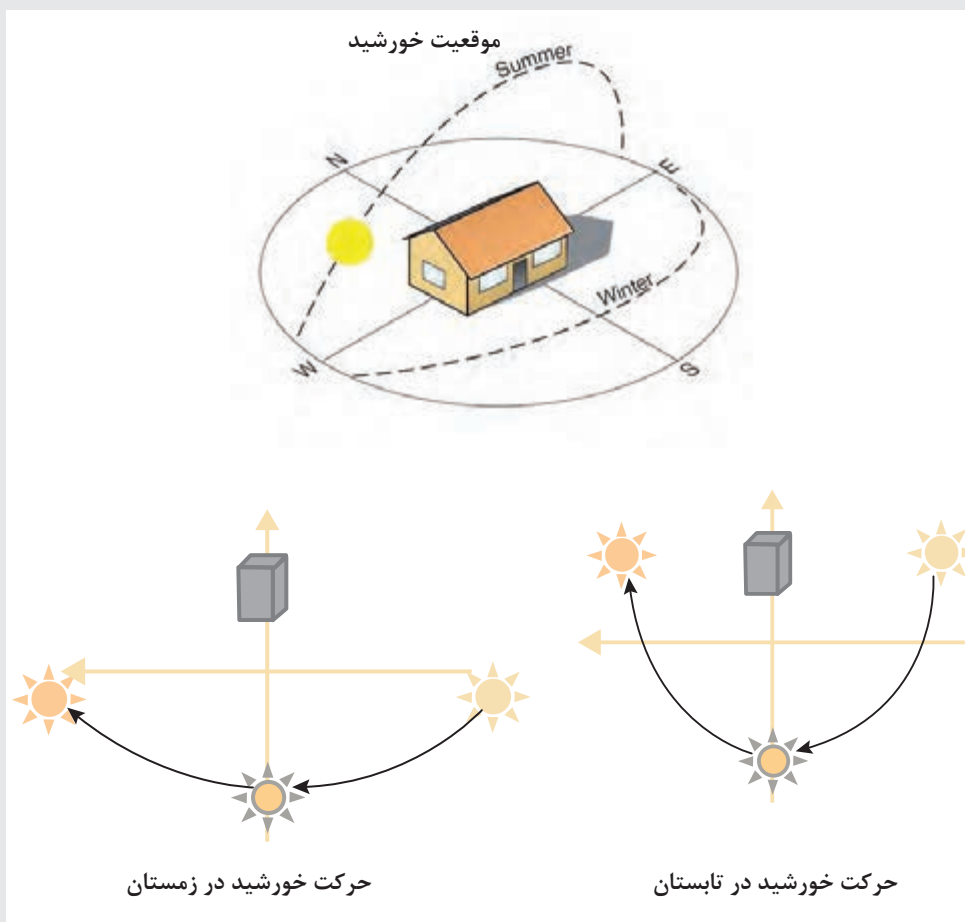 موقعیت خورشید
Summer
N
E
Winter
W
S
حرکت خورشید در تابستان
حرکت خورشید در زمستان